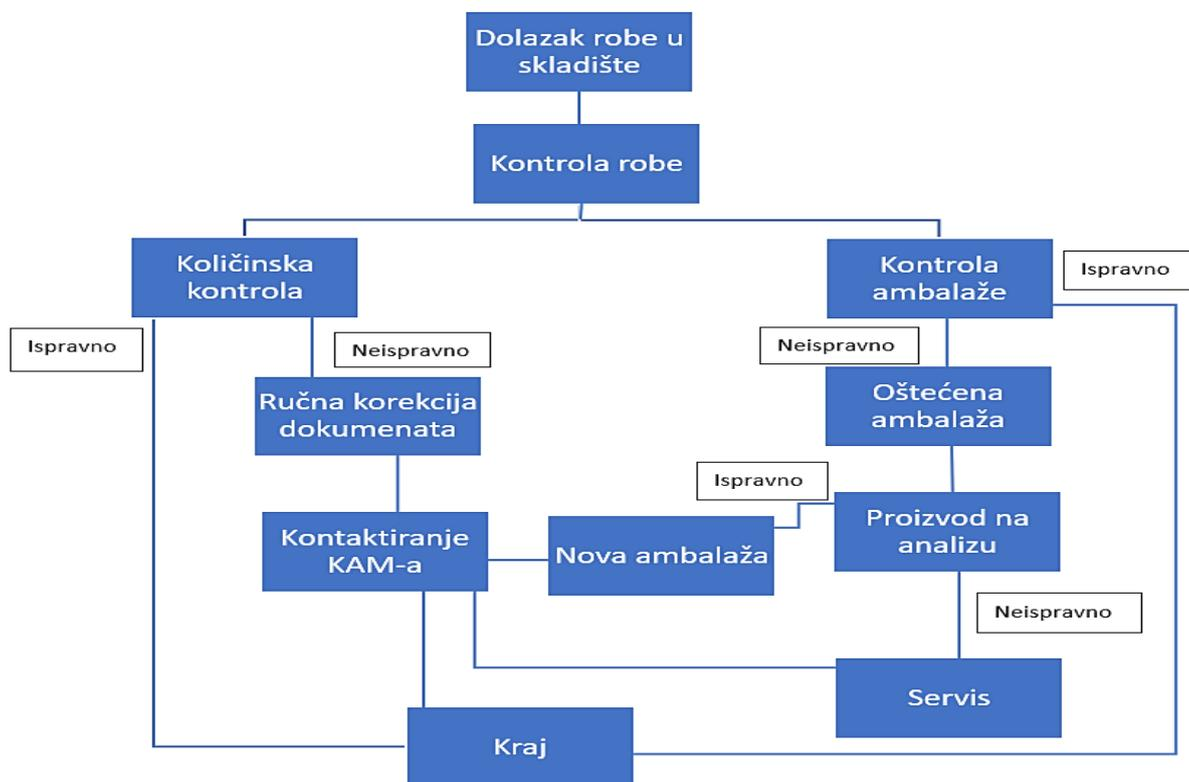 Dolazak robe u
skladište
Kontrola robe
Količinska
kontrola
Kontrola
ambalaže
Ispravno
Ispravno
Neispravno
Neispravno
Ručna korekcija
dokumenata
Oštećena
ambalaža
Ispravno
Kontaktiranje
KAM-a
Nova ambalaža
Proizvod na
analizu
Neispravno
Servis
Kraj